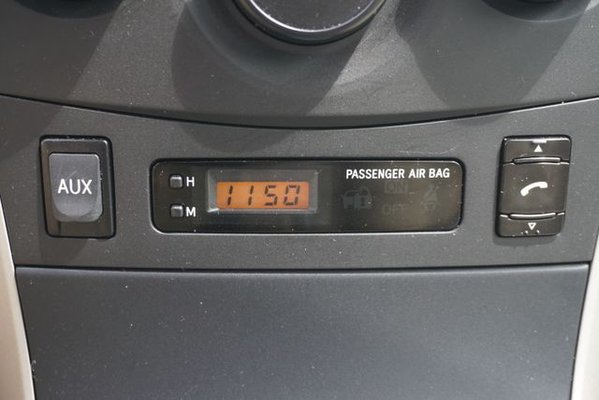 AUX
H
M
1150
PASSENGER AIR BAG
ON
OFF